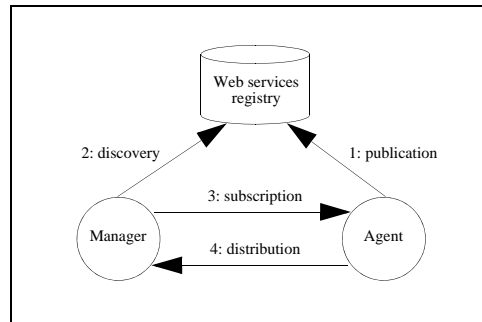 Web services
registry
2: discovery
1: publication
3: subscription
Manager
Agent
4: distribution